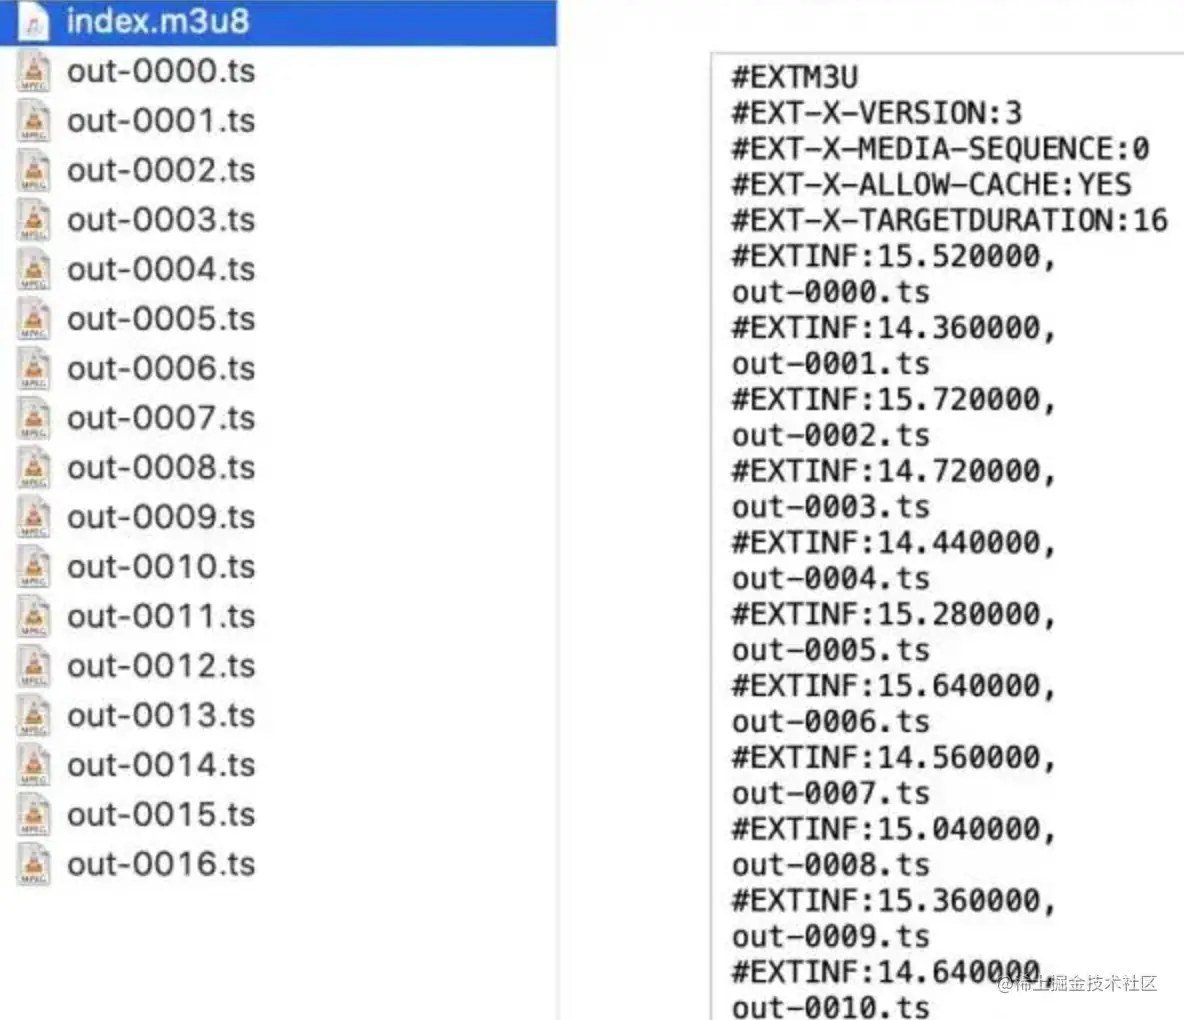 index.m3u8
out-0000.ts
out-0001.ts
out-0002.ts
out-0003.ts
out-0004.ts
out-0005.ts
out-0006.ts
out-0007.ts
out-0008.ts
out-0009.ts
out-0010.ts
out-0011.ts
out-0012.ts
out-0013.ts
out-0014.ts
out-0015.ts
out-0016.ts
#EXTM3U
#EXT-X-VERSION:3
#EXT-X-MEDIA-SEQUENCE:0
#EXT-X-ALLOW-CACHE:YES
#EXT-X-TARGETDURATION:16
#EXTINF:15.520000,
out-0000.ts
#EXTINF:14.360000,
out-0001.ts
#EXTINF:15.720000,
out-0002.ts
#EXTINF:14.720000,
out-0003.ts
#EXTINF:14.440000,
out-0004.ts
#EXTINF:15.280000,
out-0005.ts
#EXTINF:15.640000,
out-0006.ts
#EXTINF:14.560000,
out-0007.ts
#EXTINF:15.040000,
out-0008.ts
#EXTINF:15.360000,
out-0009.ts
#EXTINF:14.640000,
out-0010.ts
@稀土掘金技术社区